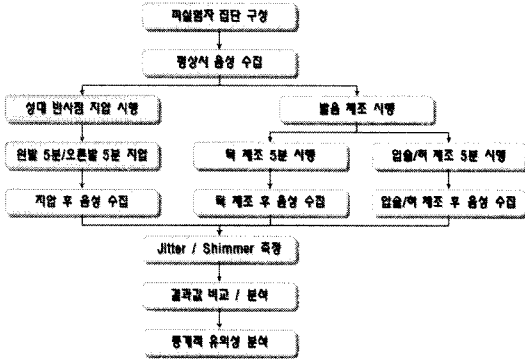 피실험자 집단 구성
평상시 음성 수집
성대 반사점 지압 시행
발음 체조 시행
왼발 5분/오른발 5분 지압
턱 체조 5분 시행
입술/혀 체조 5분 시행
지압 후 음성 수집
턱 체조 후 음성 수집
입술/혀 체조 후 음성 수집
Jitter / Shimmer 측정
결과값 비교 / 분석
통계적 유의성 분석